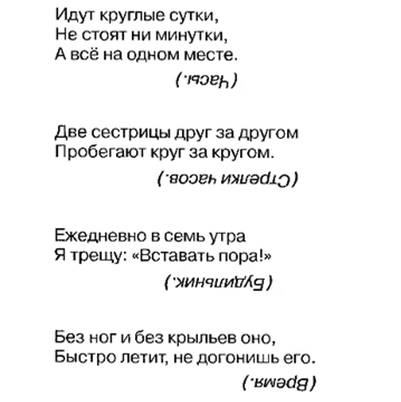 Идут круглые сутки,
Не стоят ни минутки,
А всё на одном месте.
(Часы.)
Две сестрицы друг за другом
Пробегают круг за кругом.
(Стрелки часов.)
Ежедневно в семь утра
Я трещу: «Вставать пора!»
(Будильник.)
Без ног и без крыльев оно,
Быстро летит, не догонишь его.
(Время.)